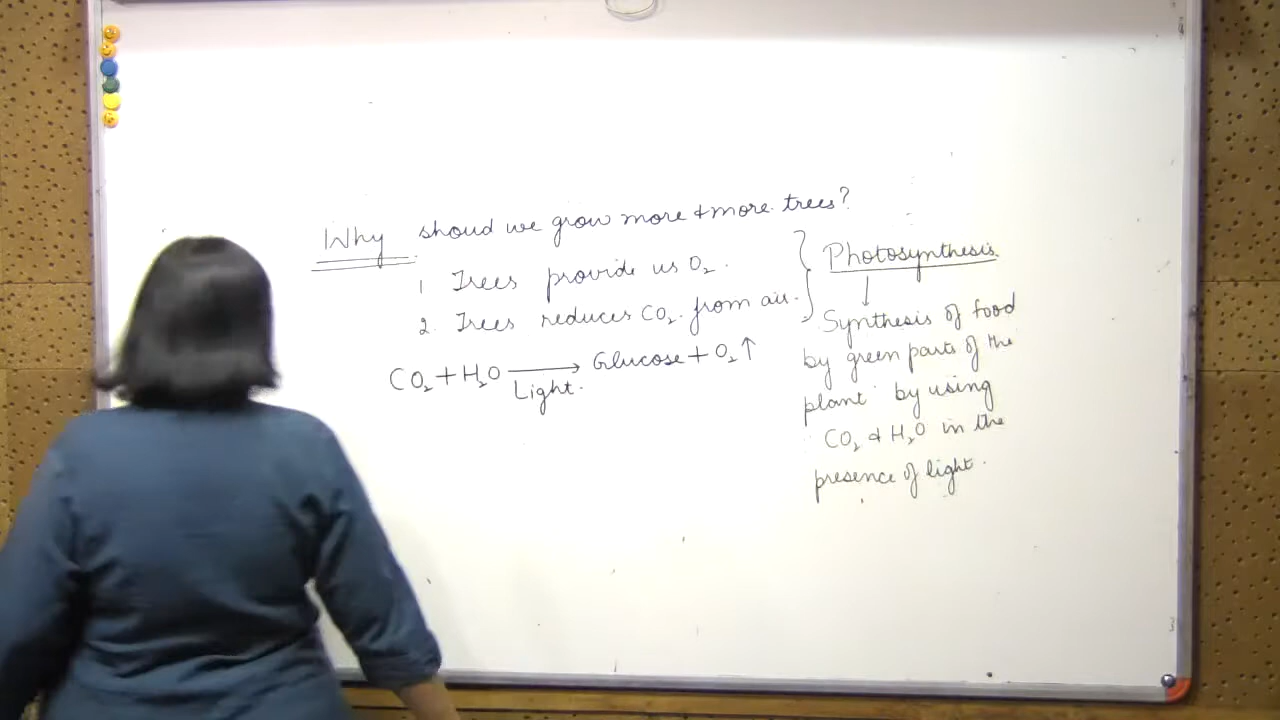 Why shoud we grow more & more trees?
1 Trees provide us O₂.
2. Trees reduces CO₂ from air.
CO₂ + H₂O ⟶ Glucose + O₂ ↑
Light.
Photosynthesis
↓
Synthesis of food
by green parts of the
plant by using
CO₂ & H₂O in the
presence of light.